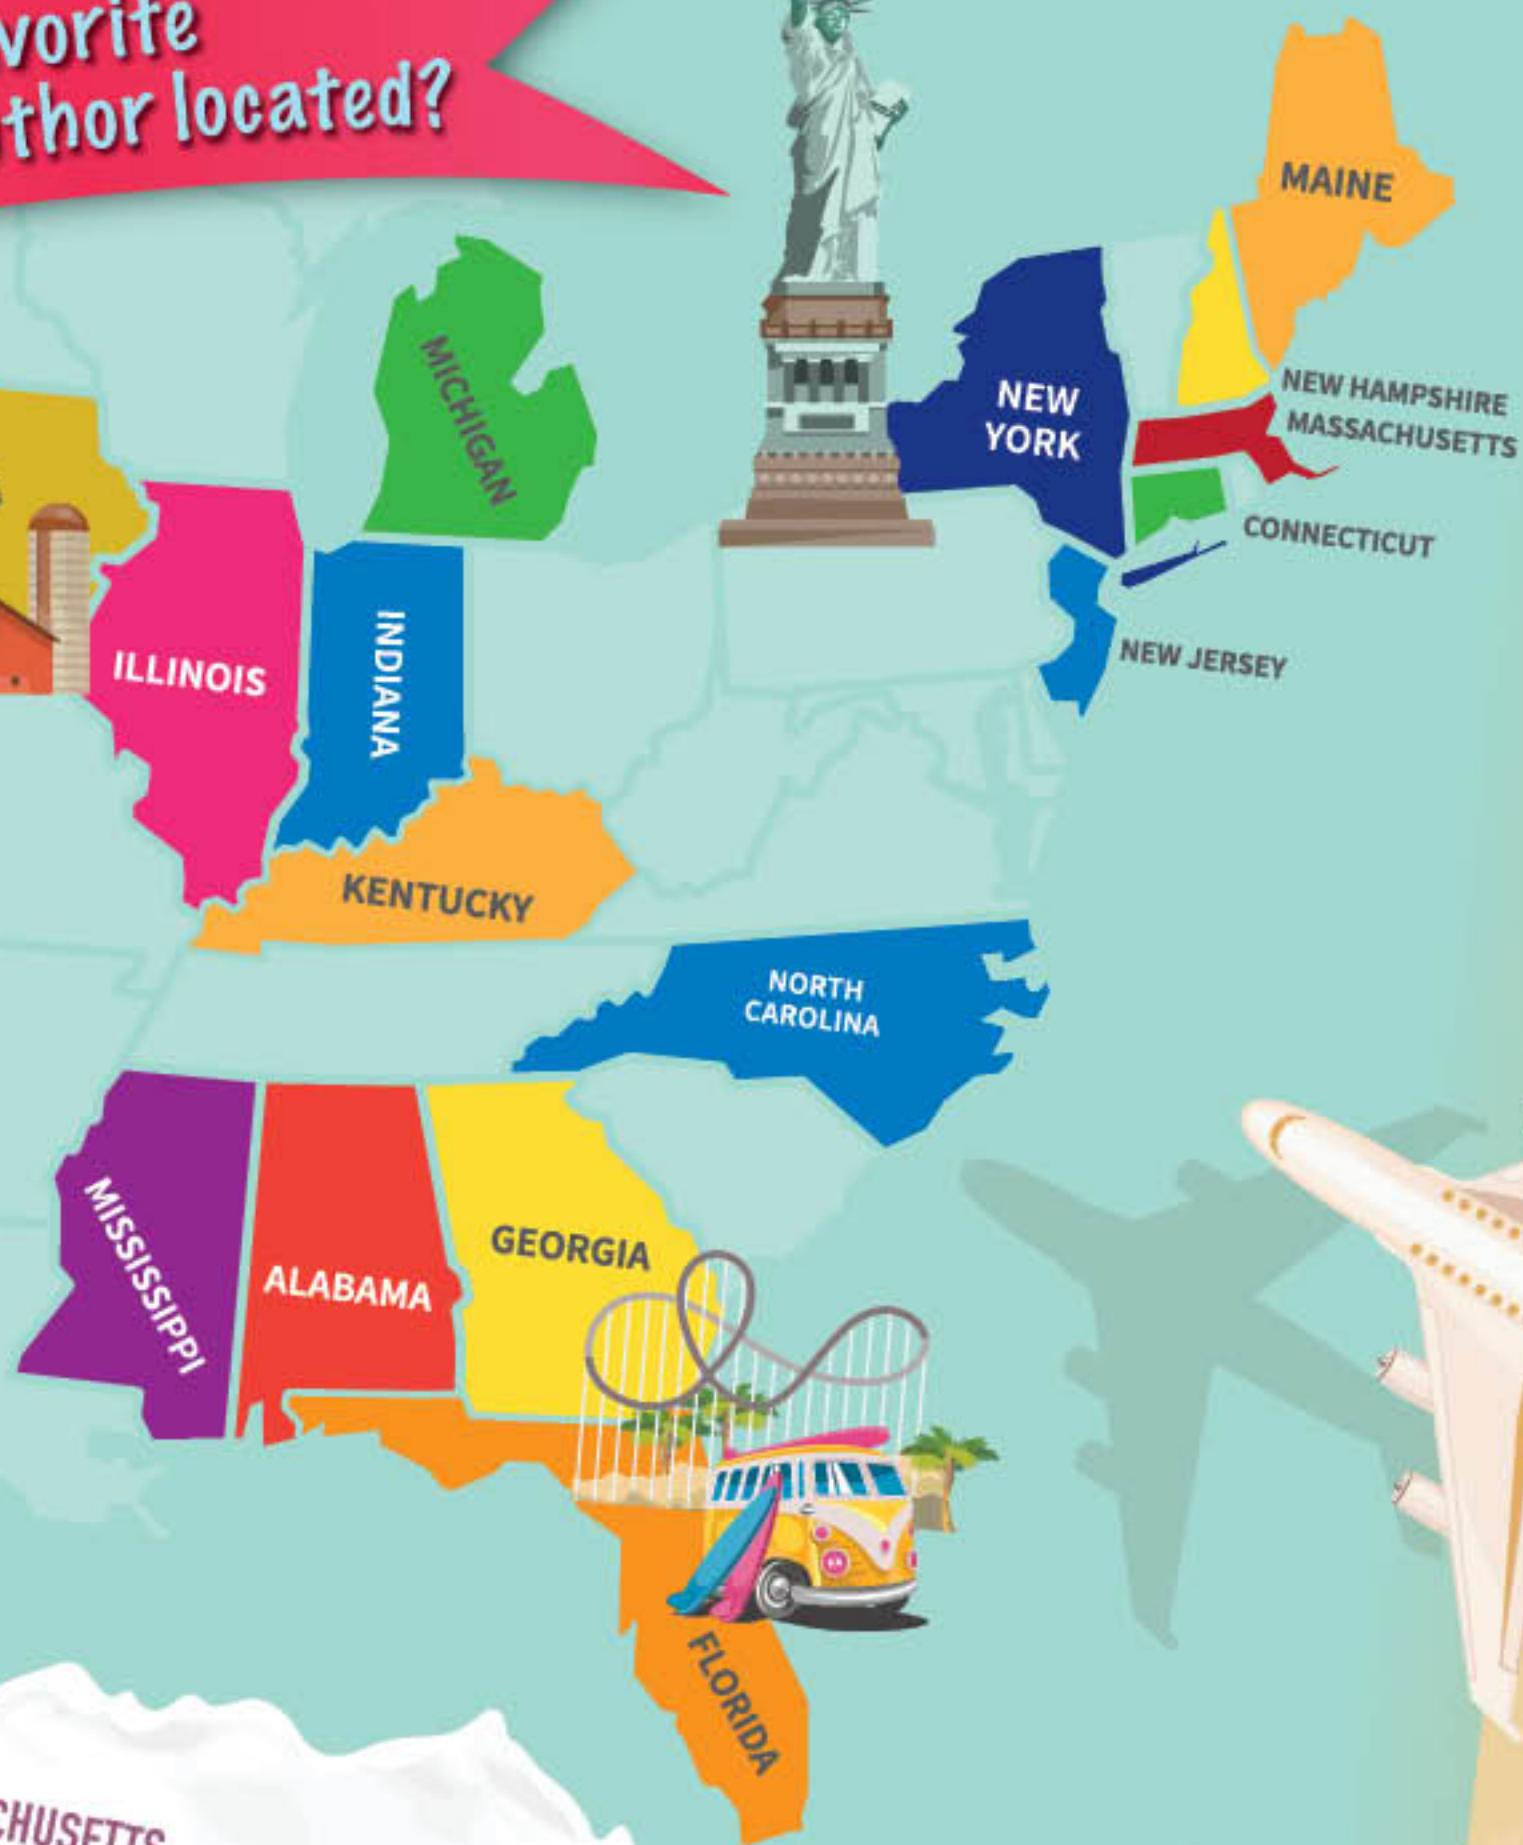 vorite
thor located?
MAINE
MICHIGAN
NEW
YORK
NEW HAMPSHIRE
MASSACHUSETTS
CONNECTICUT
NEW JERSEY
ILLINOIS
INDIANA
KENTUCKY
NORTH
CAROLINA
MISSISSIPPI
ALABAMA
GEORGIA
FLORIDA
CHUSETTS